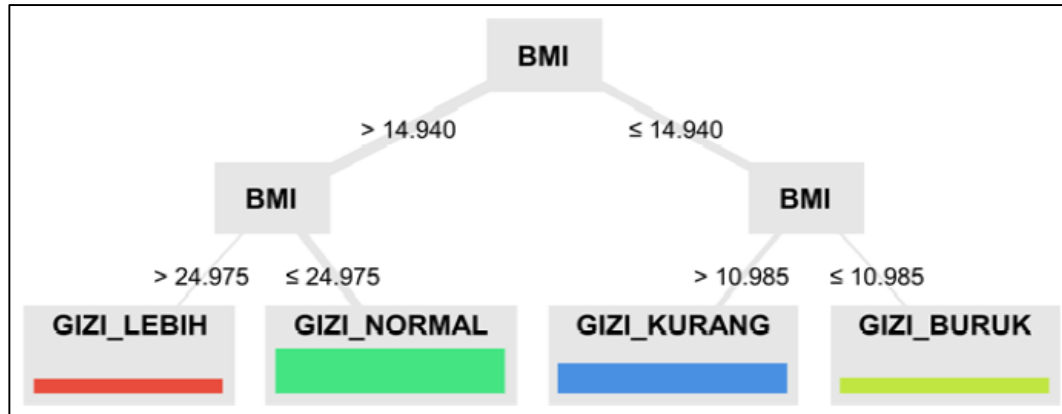 BMI
> 14.940 ≤ 14.940
BMI BMI
> 24.975 ≤ 24.975 > 10.985 ≤ 10.985
GIZI_LEBIH GIZI_NORMAL GIZI_KURANG GIZI_BURUK